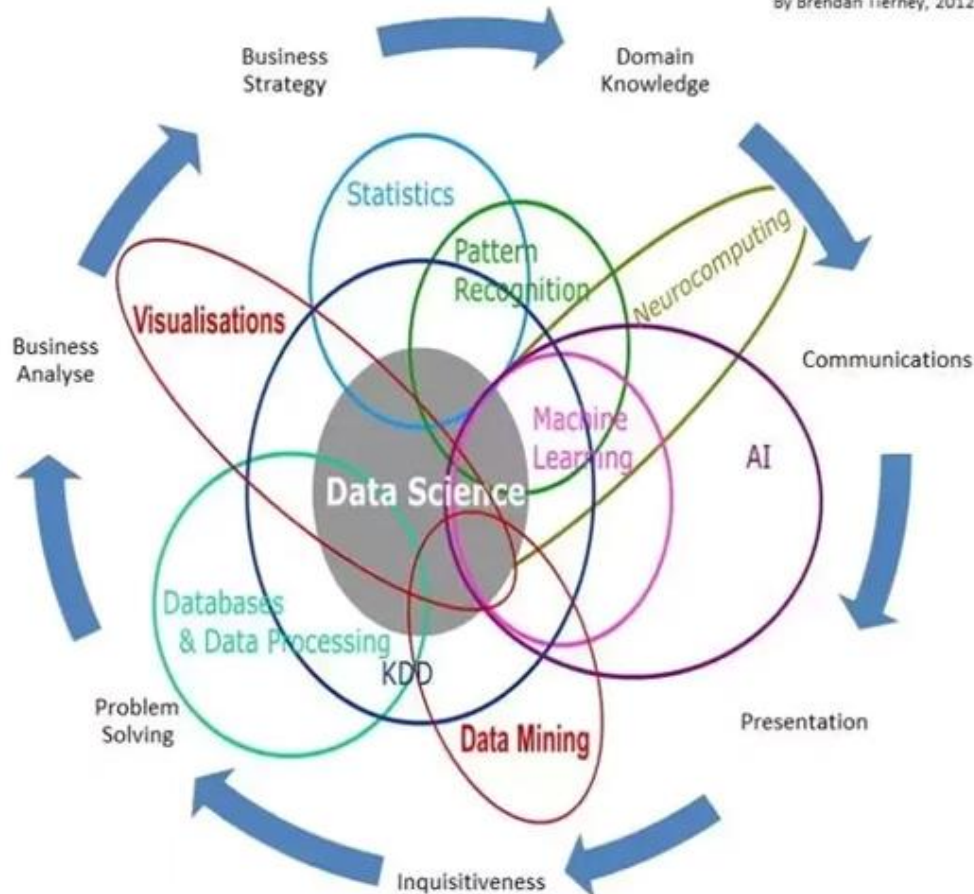 By Brendan Tierney, 2012
Business
Strategy
Domain
Knowledge
Statistics
Pattern
Recognition
Neurocomputing
Visualisations
Business
Analyse
Communications
Machine
Learning
AI
Data Science
Databases
& Data Processing
KDD
Problem
Solving
Data Mining
Presentation
Inquisitiveness